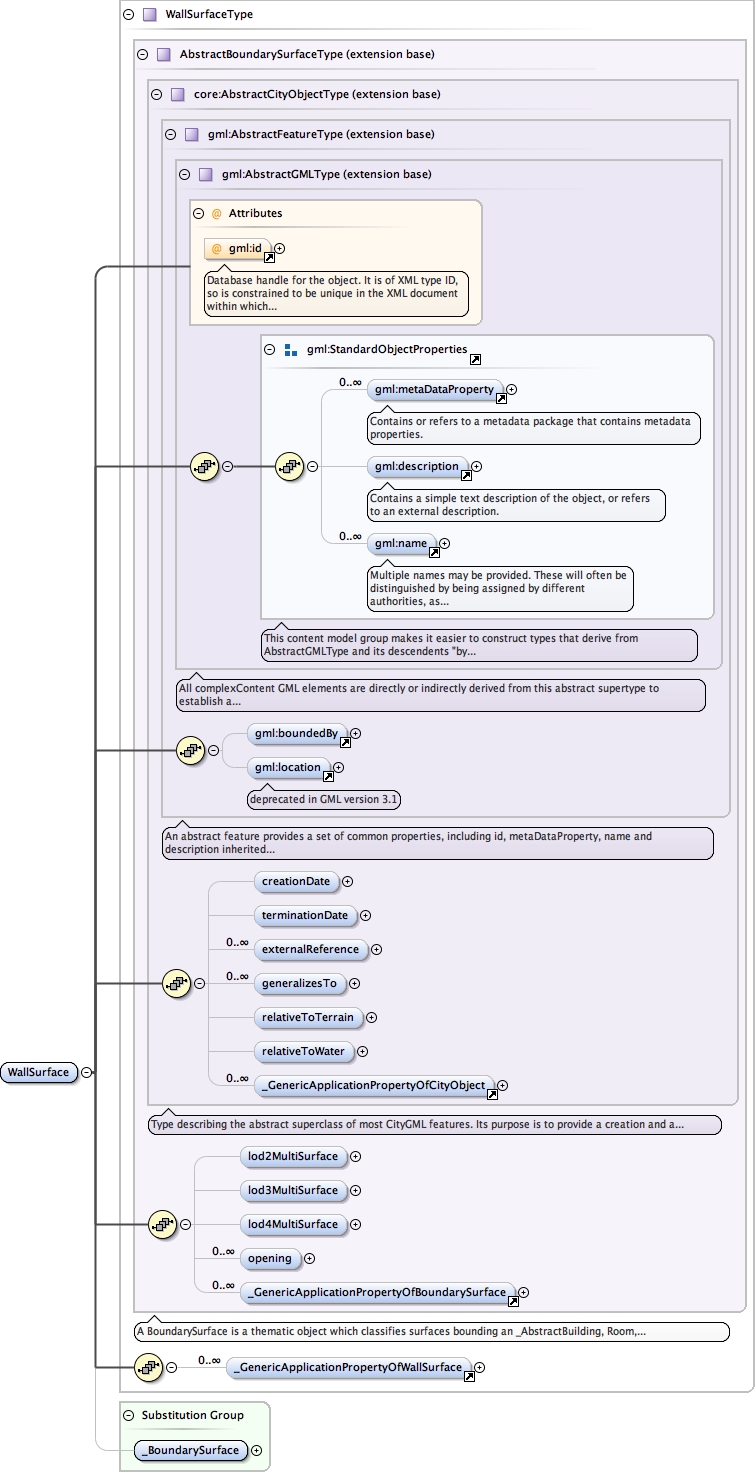 WallSurfaceType
AbstractBoundarySurfaceType (extension base)
core:AbstractCityObjectType (extension base)
gml:AbstractFeatureType (extension base)
gml:AbstractGMLType (extension base)
@ Attributes
@ gml:id
Database handle for the object. It is of XML type ID,
so is constrained to be unique in the XML document
within which...
gml:StandardObjectProperties
0..∞
gml:metaDataProperty
Contains or refers to a metadata package that contains metadata
properties.
gml:description
Contains a simple text description of the object, or refers
to an external description.
0..∞
gml:name
Multiple names may be provided. These will often be
distinguished by being assigned by different
authorities, as...
This content model group makes it easier to construct types that derive from
AbstractGMLType and its descendents "by...
All complexContent GML elements are directly or indirectly derived from this abstract supertype to
establish a...
gml:boundedBy
gml:location
deprecated in GML version 3.1
An abstract feature provides a set of common properties, including id, metaDataProperty, name and
description inherited...
creationDate
terminationDate
0..∞
externalReference
0..∞
generalizesTo
relativeToTerrain
relativeToWater
WallSurface
0..∞
_GenericApplicationPropertyOfCityObject
Type describing the abstract superclass of most CityGML features. Its purpose is to provide a creation and a...
lod2MultiSurface
lod3MultiSurface
lod4MultiSurface
0..∞
opening
0..∞
_GenericApplicationPropertyOfBoundarySurface
A BoundarySurface is a thematic object which classifies surfaces bounding an _AbstractBuilding, Room,...
0..∞
_GenericApplicationPropertyOfWallSurface
Substitution Group
_BoundarySurface